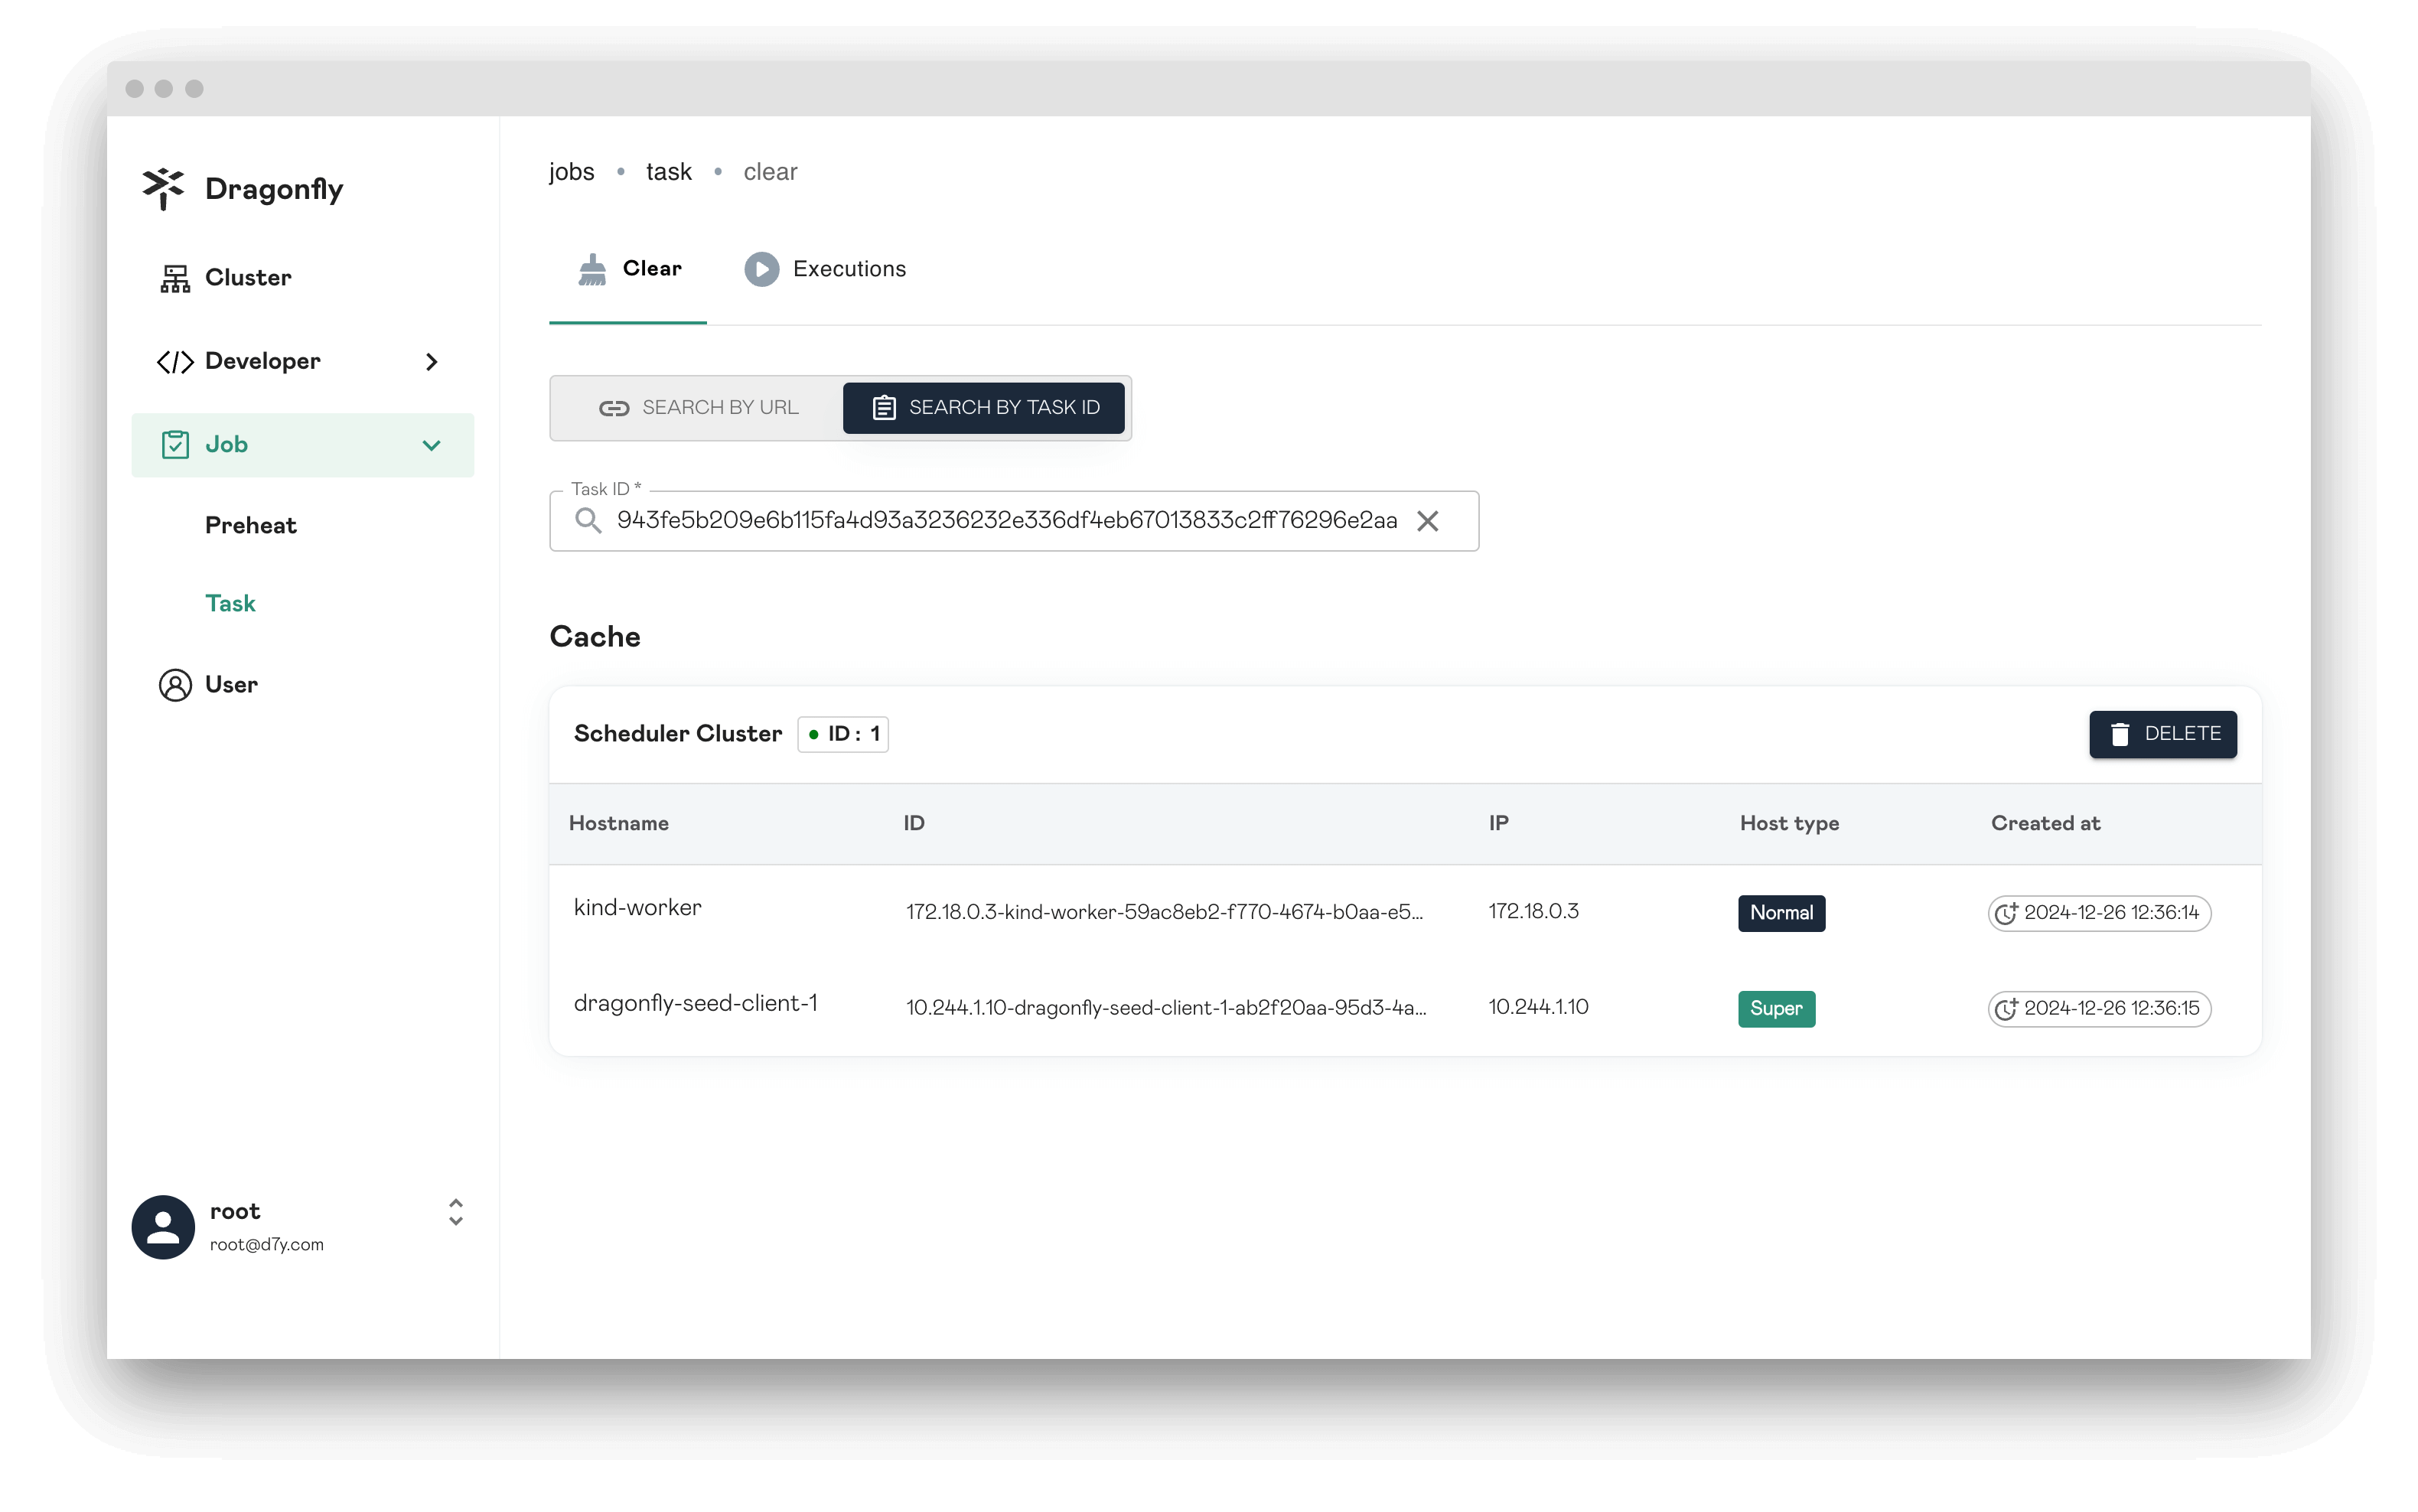 Dragonfly
Cluster
Developer
Job
Preheat
Task
User
root
root@d7y.com
jobs • task • clear
Clear
Executions
SEARCH BY URL
SEARCH BY TASK ID
Task ID *
943fe5b209e6b115fa4d93a3236232e336df4eb67013833c2ff76296e2aa
Cache
Scheduler Cluster
ID : 1
DELETE
Hostname ID IP Host type Created at
kind-worker 172.18.0.3-kind-worker-59ac8eb2-f770-4674-b0aa-e5... 172.18.0.3 Normal 2024-12-26 12:36:14
dragonfly-seed-client-1 10.244.1.10-dragonfly-seed-client-1-ab2f20aa-95d3-4a... 10.244.1.10 Super 2024-12-26 12:36:15